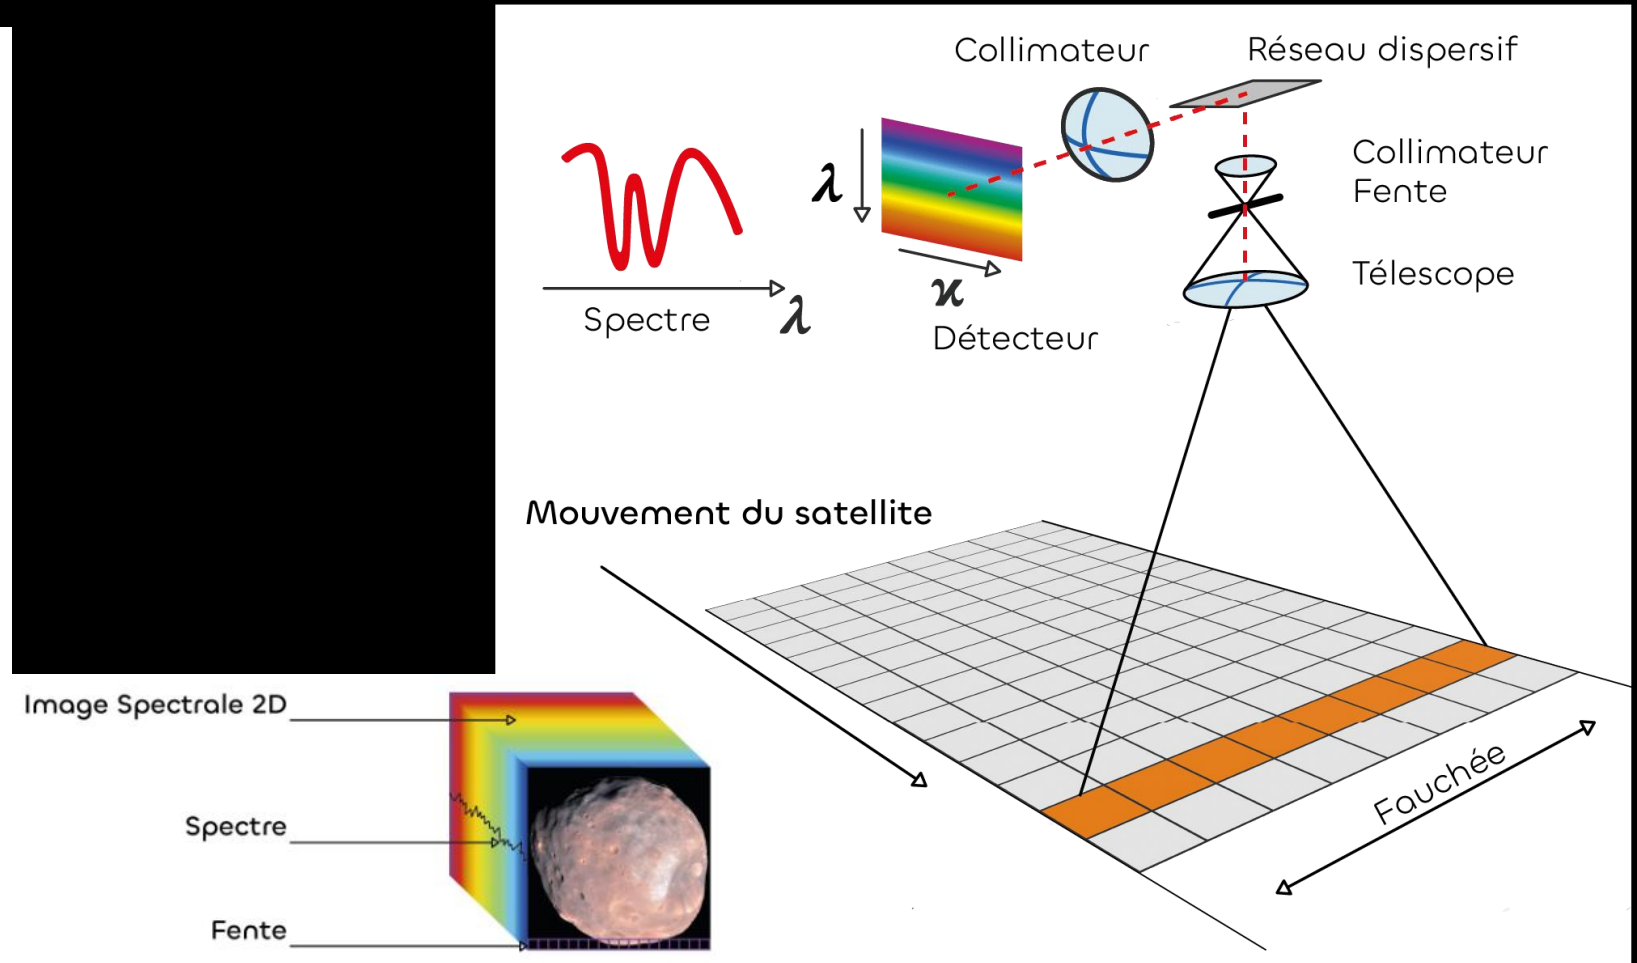 Collimateur
Réseau dispersif
Collimateur
Fente
Télescope
λ
x
Détecteur
Spectre
λ
Mouvement du satellite
Fauchée
Image Spectrale 2D
Spectre
Fente